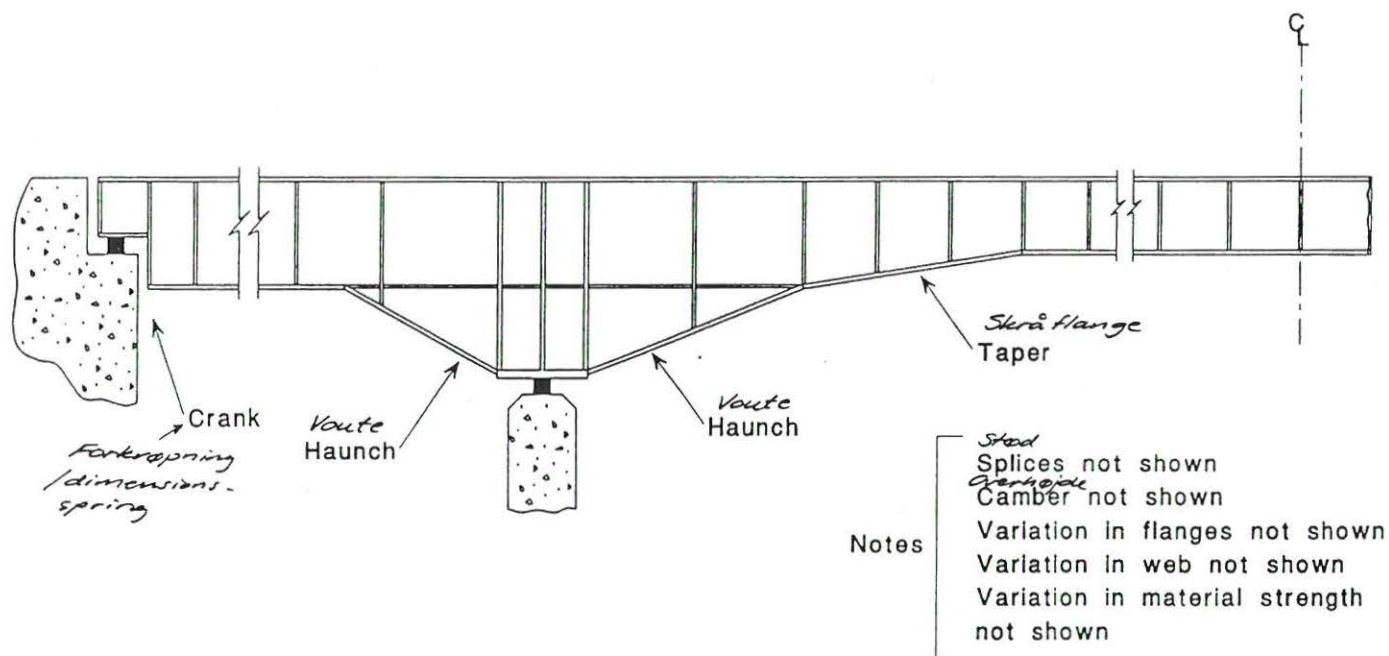 ℄
Skrå flange
Taper
Crank
Forkrøpning
/dimensions-
spring
Voute
Haunch
Voute
Haunch
Notes
Stød
Splices not shown
Overhøjde
Camber not shown
Variation in flanges not shown
Variation in web not shown
Variation in material strength
not shown